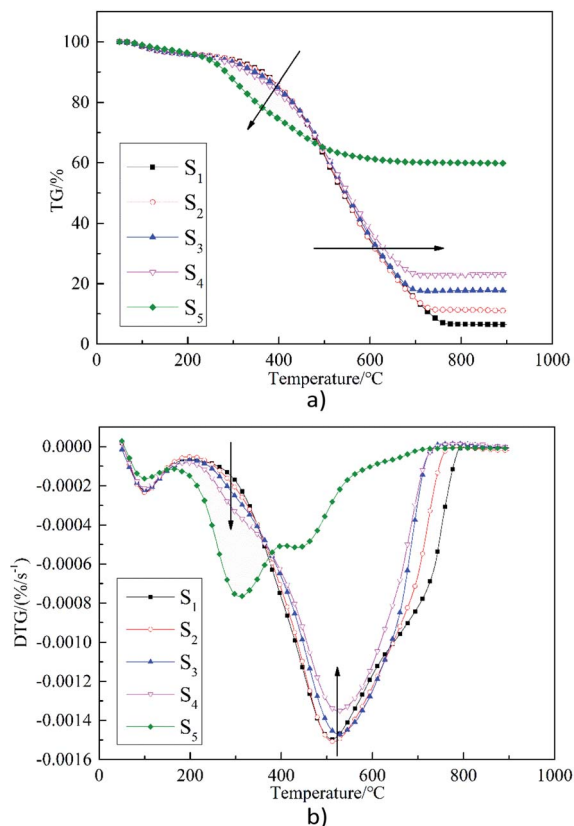 100
80
60
40
20
0
TG/%
S1
S2
S3
S4
S5
0 200 400 600 800 1000
Temperature/°C
a)
0.0000
-0.0002
-0.0004
-0.0006
-0.0008
-0.0010
-0.0012
-0.0014
-0.0016
DTG/(%/s⁻¹)
S1
S2
S3
S4
S5
0 200 400 600 800 1000
Temperature/°C
b)